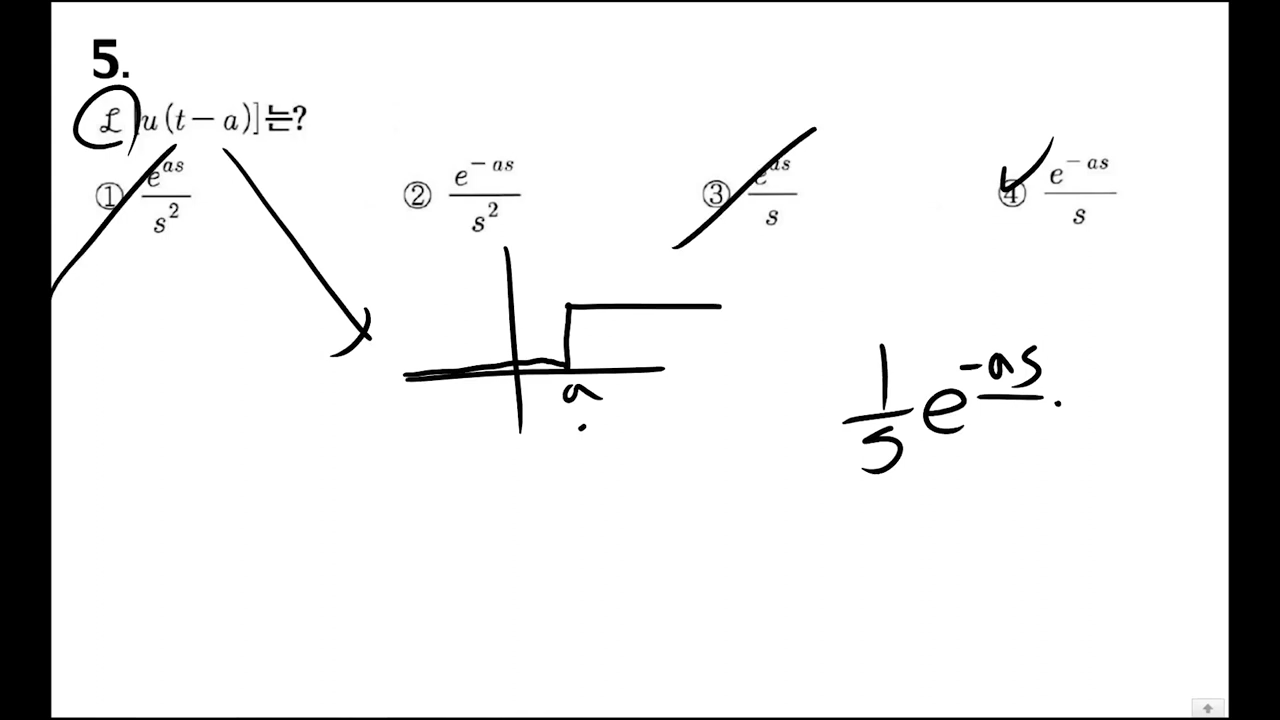 5.
ℒ[u(t-a)]는?
① e^{as}/s^2 ② e^{-as}/s^2 ③ e^{as}/s ④ e^{-as}/s
a
1/s e^{-as}.